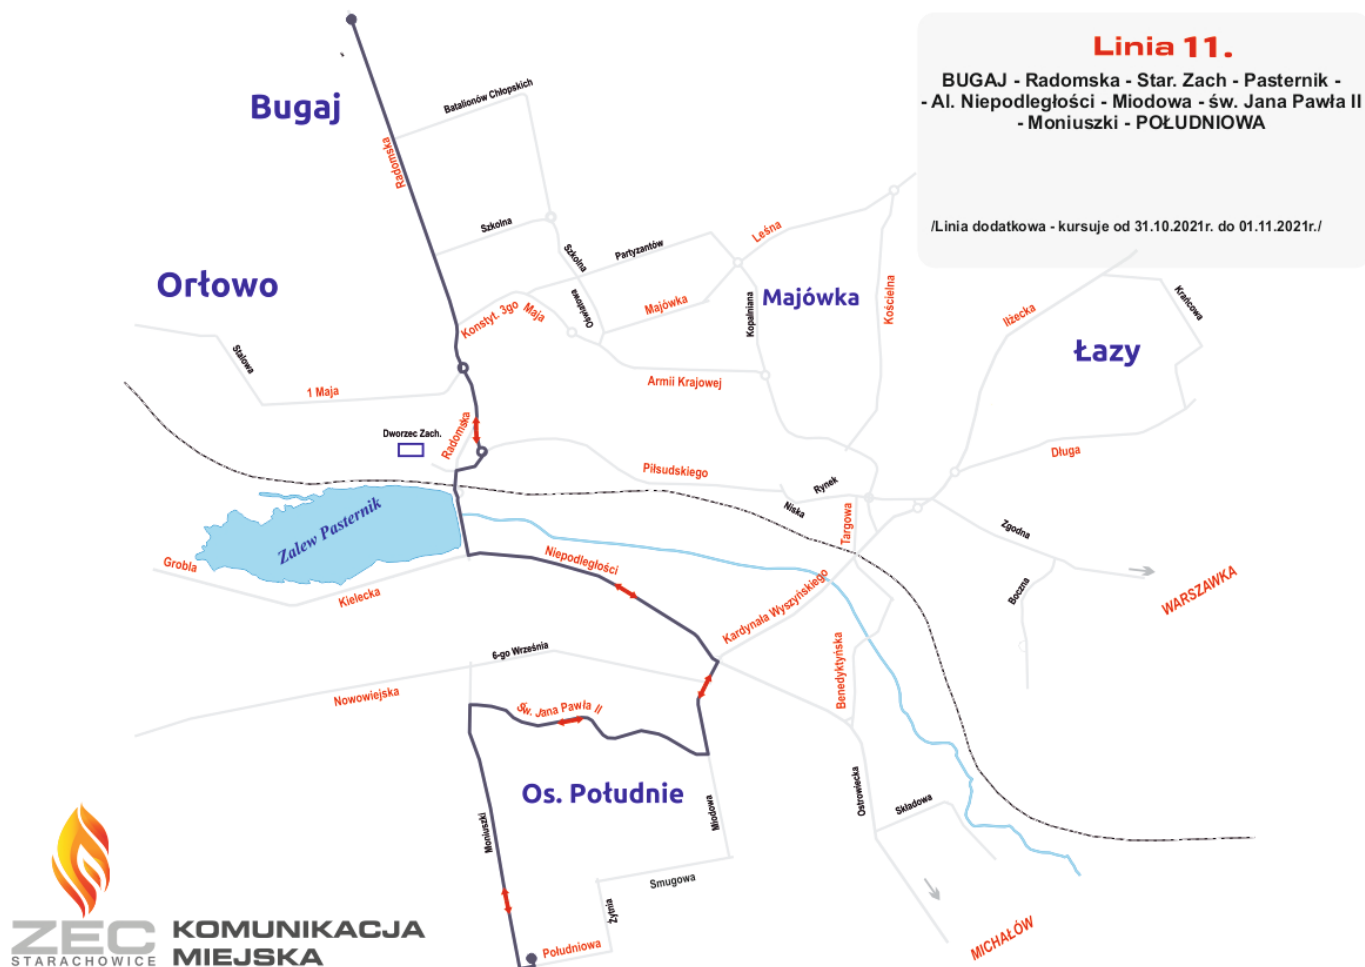 Linia 11.
BUGAJ - Radomska - Star. Zach - Pasternik -
- Al. Niepodległości - Miodowa - św. Jana Pawła II
- Moniuszki - POŁUDNIOWA
/Linia dodatkowa - kursuje od 31.10.2021r. do 01.11.2021r./
Bugaj
Batalionów Chłopskich
Radomska
Szkolna
Szkolna
Partyzantów
Leśna
Orłowo
Konstyt. 3go Maja
Oświatowa
Majówka
Kopalniana
Majówka
Kościelna
Iłżecka
Krańcowa
Łazy
Stalowa
1 Maja
Armii Krajowej
Dworzec Zach.
Radomska
Piłsudskiego
Rynek
Niska
Targowa
Długa
Zgodna
Boczna
WARSZAWKA
Zalew Pasternik
Grobla
Kielecka
Niepodległości
Kardynała Wyszyńskiego
Benedyktyńska
6-go Września
Nowowiejska
Św. Jana Pawła II
Os. Południe
Moniuszki
Miodowa
Ostrowiecka
Składowa
Smugowa
Żytnia
Południowa
MICHAŁÓW
ZEC
STARACHOWICE
KOMUNIKACJA
MIEJSKA